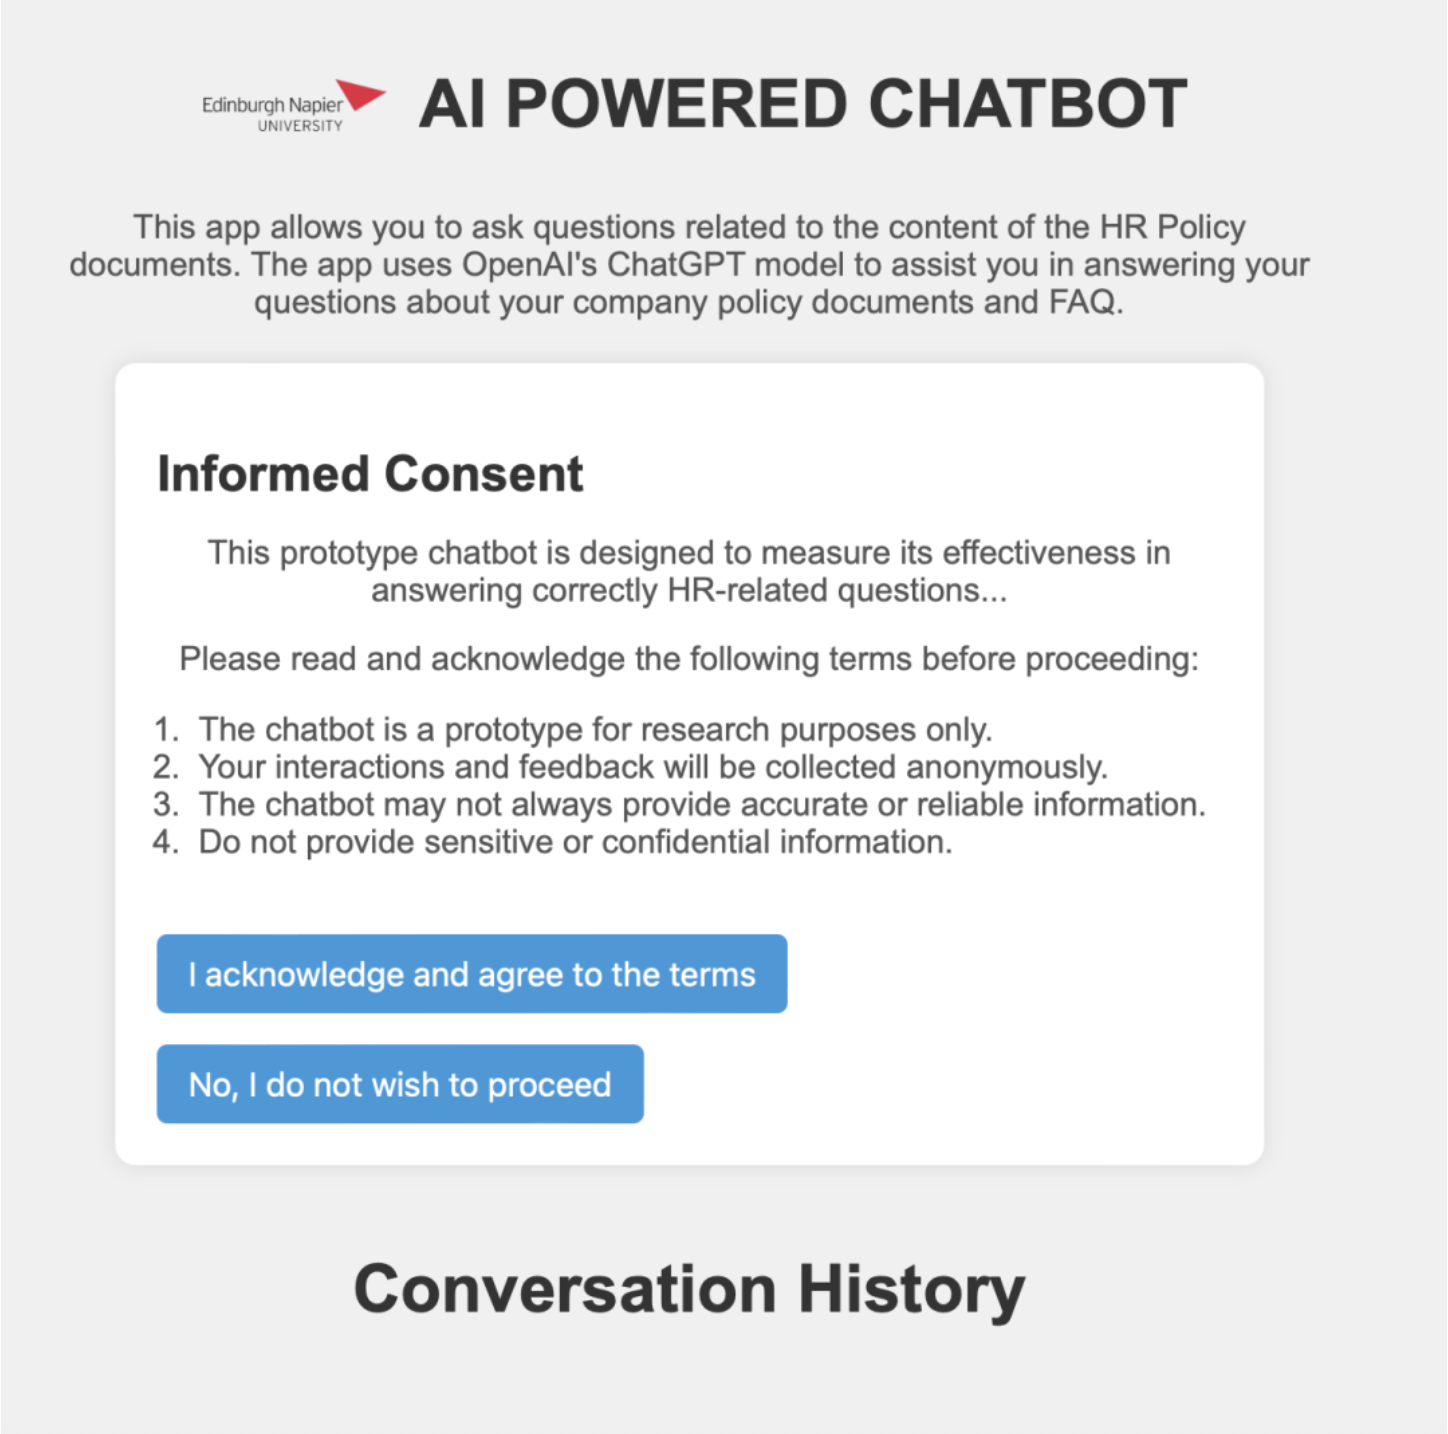 Edinburgh Napier
UNIVERSITY
AI POWERED CHATBOT
This app allows you to ask questions related to the content of the HR Policy
documents. The app uses OpenAI's ChatGPT model to assist you in answering your
questions about your company policy documents and FAQ.
Informed Consent
This prototype chatbot is designed to measure its effectiveness in
answering correctly HR-related questions...
Please read and acknowledge the following terms before proceeding:
1. The chatbot is a prototype for research purposes only.
2. Your interactions and feedback will be collected anonymously.
3. The chatbot may not always provide accurate or reliable information.
4. Do not provide sensitive or confidential information.
I acknowledge and agree to the terms
No, I do not wish to proceed
Conversation History